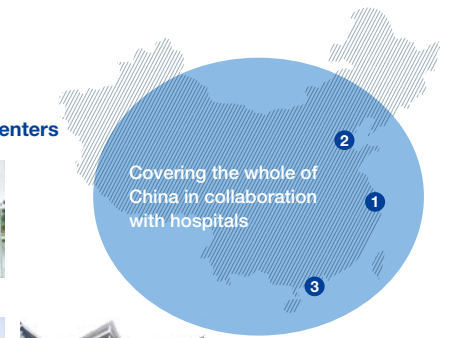 enters
2
Covering the whole of
China in collaboration
with hospitals
1
3